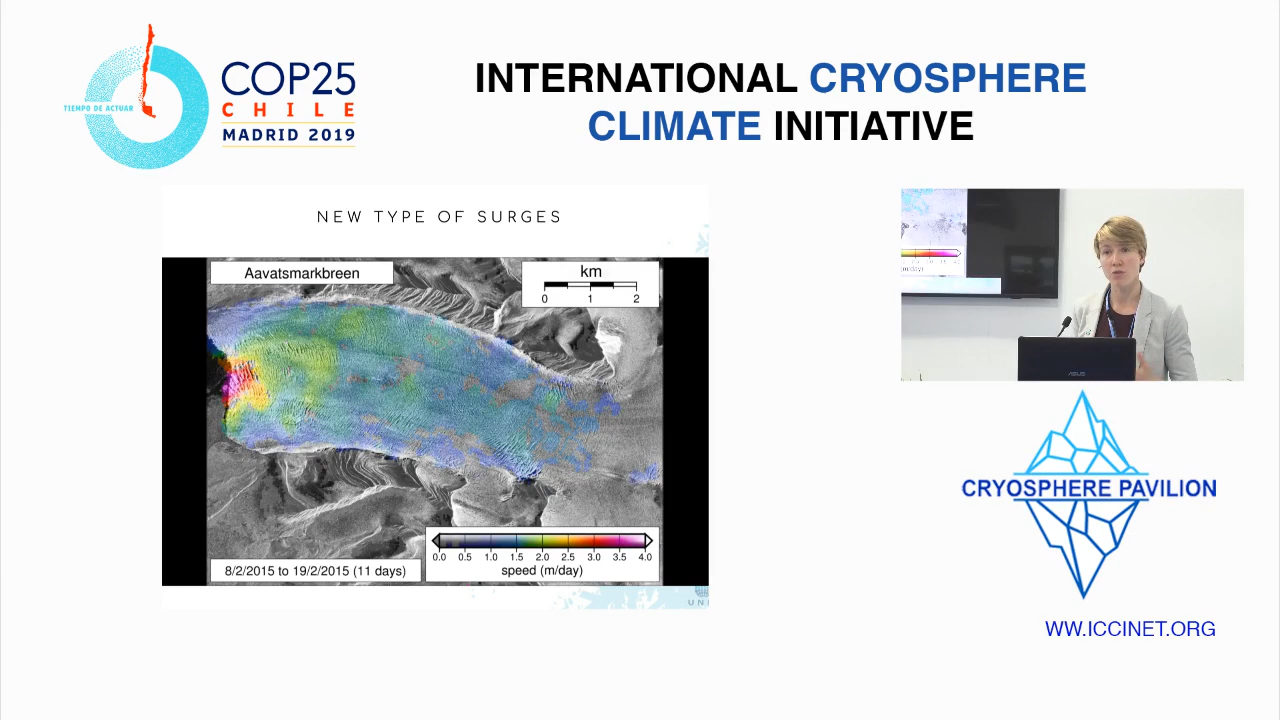 TIEMPO DE ACTUAR
COP25
CHILE
MADRID 2019
INTERNATIONAL CRYOSPHERE
CLIMATE INITIATIVE
NEW TYPE OF SURGES
Aavatsmarkbreen
km
0 1 2
8/2/2015 to 19/2/2015 (11 days)
0.0 0.5 1.0 1.5 2.0 2.5 3.0 3.5 4.0
speed (m/day)
UNI
ASUS
CRYOSPHERE PAVILION
WW.ICCINET.ORG